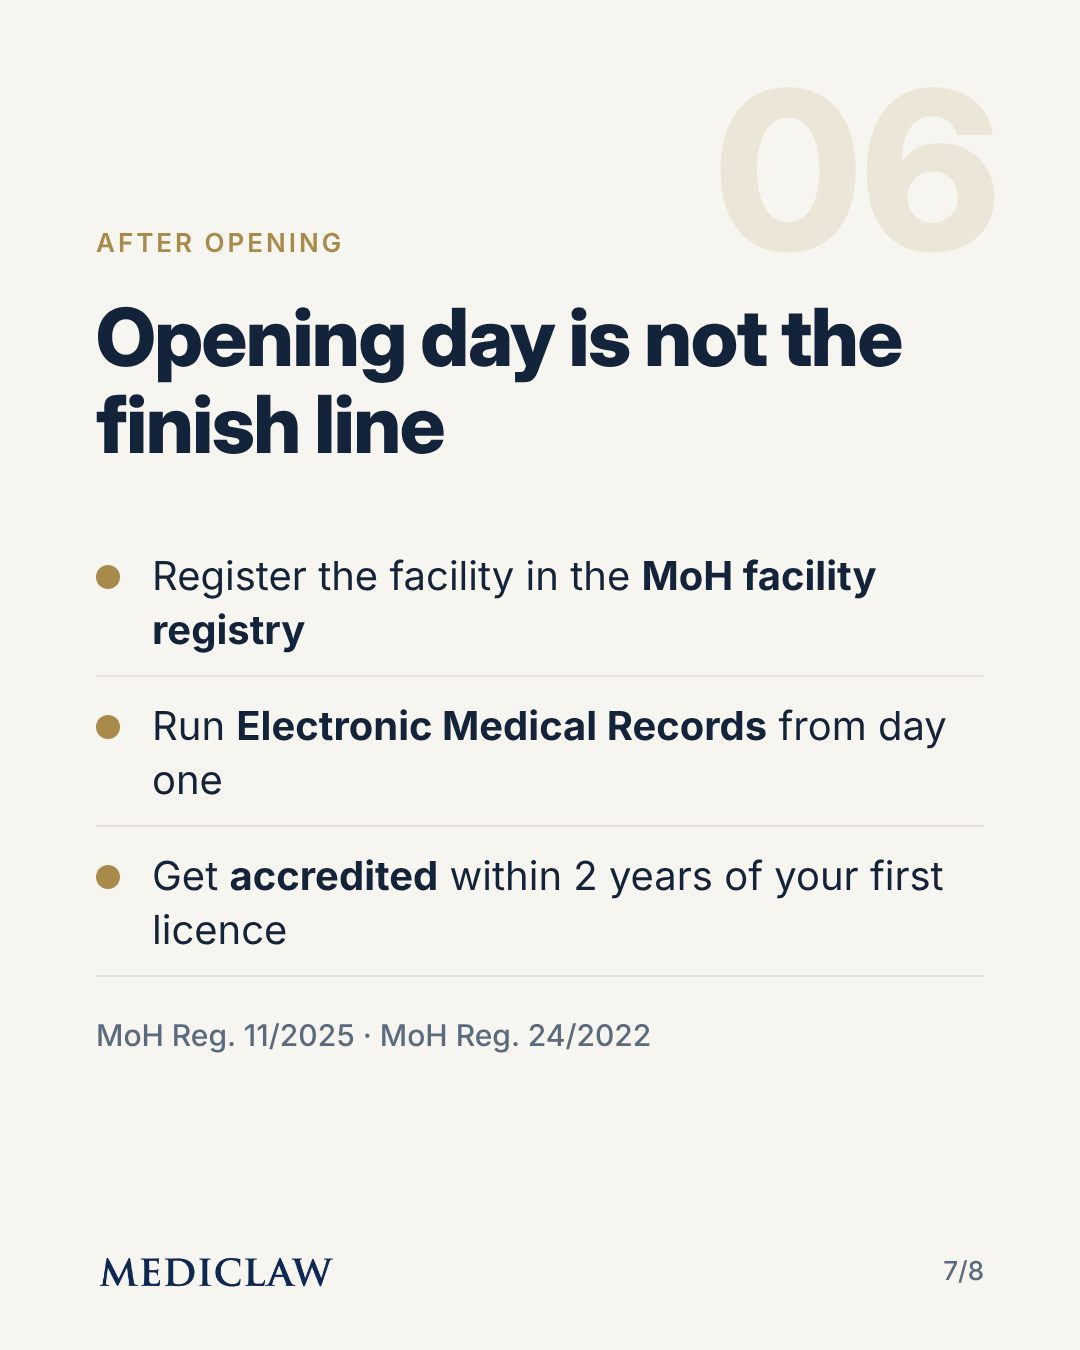 06
AFTER OPENING
Opening day is not the
finish line
Register the facility in the MoH facility
registry
Run Electronic Medical Records from day
one
Get accredited within 2 years of your first
licence
MoH Reg. 11/2025 · MoH Reg. 24/2022
MEDICLAW
7/8